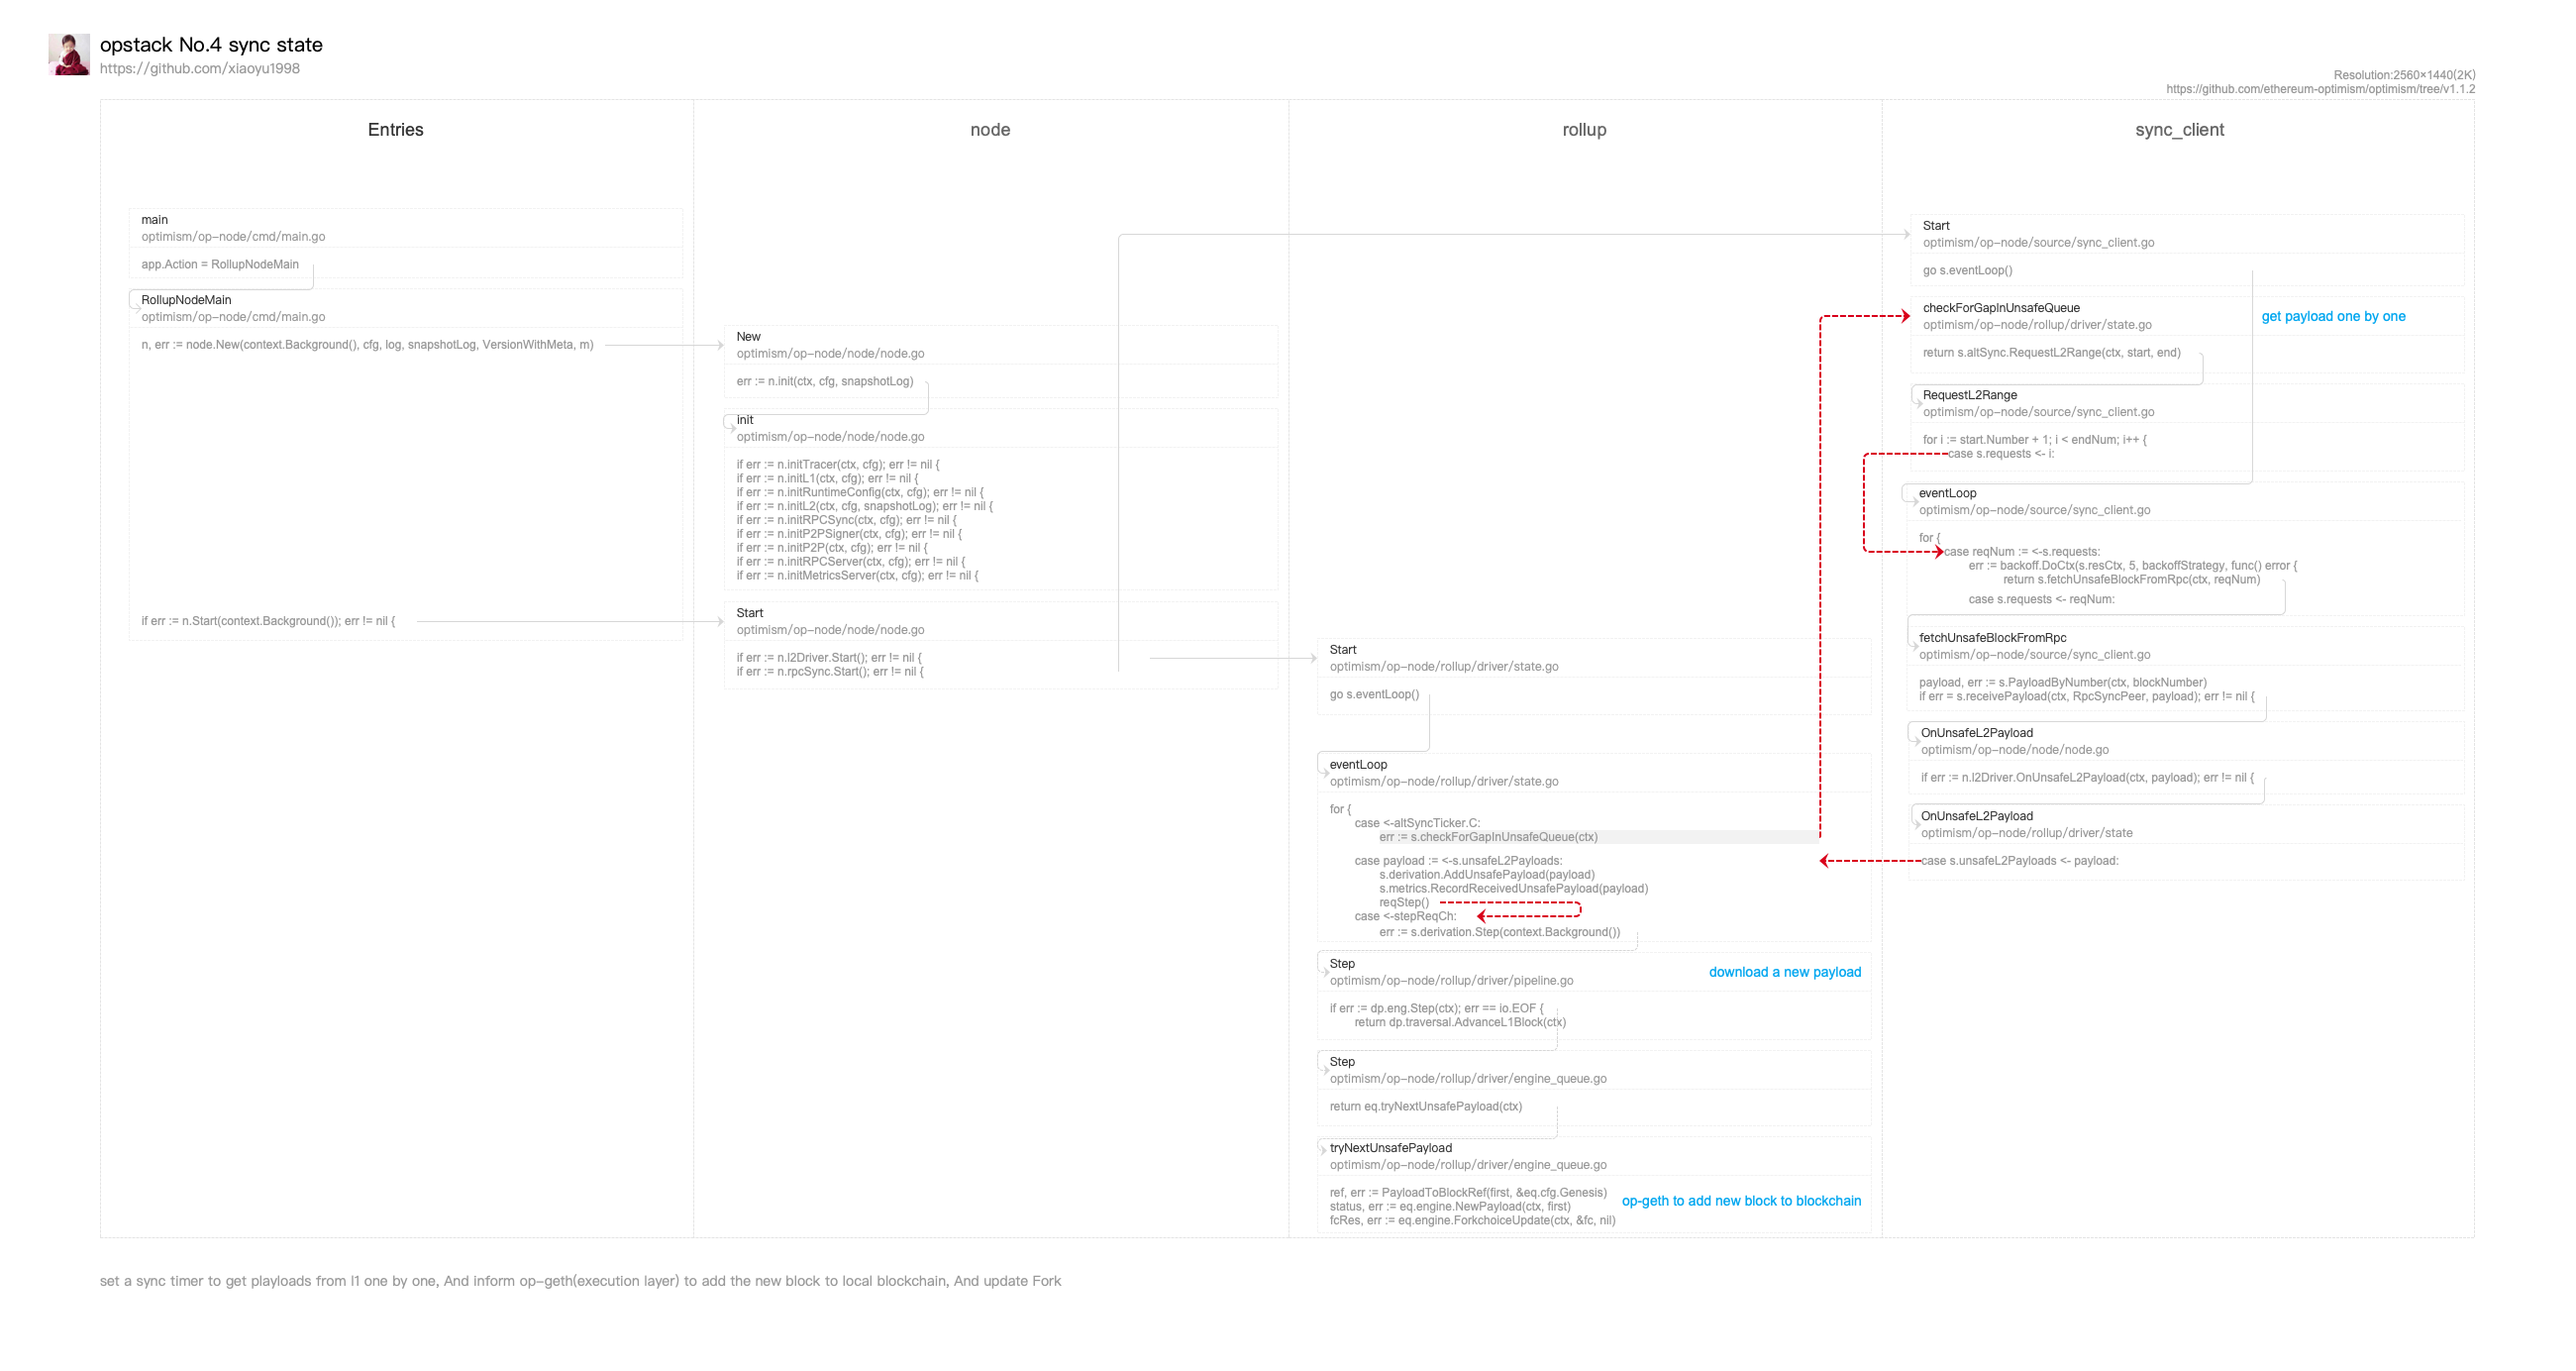 opstack No.4 sync state
https://github.com/xiaoyu1998
Resolution:2560×1440(2K)
https://github.com/ethereum-optimism/optimism/tree/v1.1.2
Entries
main
optimism/op-node/cmd/main.go
app.Action = RollupNodeMain
RollupNodeMain
optimism/op-node/cmd/main.go
n, err := node.New(context.Background(), cfg, log, snapshotLog, VersionWithMeta, m)
if err := n.Start(context.Background()); err != nil {
node
New
optimism/op-node/node/node.go
err := n.init(ctx, cfg, snapshotLog)
init
optimism/op-node/node/node.go
if err := n.initTracer(ctx, cfg); err != nil {
if err := n.initL1(ctx, cfg); err != nil {
if err := n.initRuntimeConfig(ctx, cfg); err != nil {
if err := n.initL2(ctx, cfg, snapshotLog); err != nil {
if err := n.initRPCSync(ctx, cfg); err != nil {
if err := n.initP2PSigner(ctx, cfg); err != nil {
if err := n.initP2P(ctx, cfg); err != nil {
if err := n.initRPCServer(ctx, cfg); err != nil {
if err := n.initMetricsServer(ctx, cfg); err != nil {
Start
optimism/op-node/node/node.go
if err := n.l2Driver.Start(); err != nil {
if err := n.rpcSync.Start(); err != nil {
rollup
Start
optimism/op-node/rollup/driver/state.go
go s.eventLoop()
eventLoop
optimism/op-node/rollup/driver/state.go
for {
case <-altSyncTicker.C:
err := s.checkForGapInUnsafeQueue(ctx)
case payload := <-s.unsafeL2Payloads:
s.derivation.AddUnsafePayload(payload)
s.metrics.RecordReceivedUnsafePayload(payload)
reqStep()
case <-stepReqCh:
err := s.derivation.Step(context.Background())
Step
optimism/op-node/rollup/driver/pipeline.go
download a new payload
if err := dp.eng.Step(ctx); err == io.EOF {
return dp.traversal.AdvanceL1Block(ctx)
Step
optimism/op-node/rollup/driver/engine_queue.go
return eq.tryNextUnsafePayload(ctx)
tryNextUnsafePayload
optimism/op-node/rollup/driver/engine_queue.go
ref, err := PayloadToBlockRef(first, &eq.cfg.Genesis)
status, err := eq.engine.NewPayload(ctx, first)
fcRes, err := eq.engine.ForkchoiceUpdate(ctx, &fc, nil)
op-geth to add new block to blockchain
sync_client
Start
optimism/op-node/source/sync_client.go
go s.eventLoop()
checkForGapInUnsafeQueue
optimism/op-node/rollup/driver/state.go
get payload one by one
return s.altSync.RequestL2Range(ctx, start, end)
RequestL2Range
optimism/op-node/source/sync_client.go
for i := start.Number + 1; i < endNum; i++ {
case s.requests <- i:
eventLoop
optimism/op-node/source/sync_client.go
for {
case reqNum := <-s.requests:
err := backoff.DoCtx(s.resCtx, 5, backoffStrategy, func() error {
return s.fetchUnsafeBlockFromRpc(ctx, reqNum)
case s.requests <- reqNum:
fetchUnsafeBlockFromRpc
optimism/op-node/source/sync_client.go
payload, err := s.PayloadByNumber(ctx, blockNumber)
if err = s.receivePayload(ctx, RpcSyncPeer, payload); err != nil {
OnUnsafeL2Payload
optimism/op-node/node/node.go
if err := n.l2Driver.OnUnsafeL2Payload(ctx, payload); err != nil {
OnUnsafeL2Payload
optimism/op-node/rollup/driver/state
case s.unsafeL2Payloads <- payload:
set a sync timer to get playloads from l1 one by one, And inform op-geth(execution layer) to add the new block to local blockchain, And update Fork